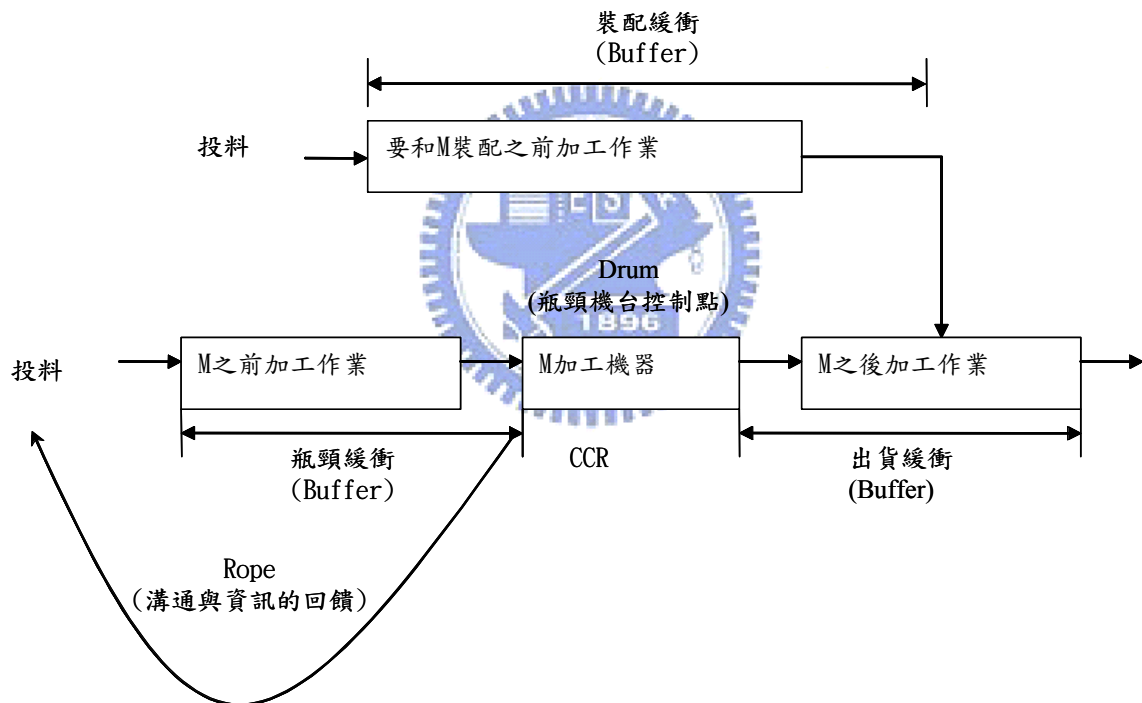 裝配緩衝
(Buffer)
投料
要和M裝配之前加工作業
Drum
(瓶頸機台控制點)
1896
投料
M之前加工作業
M加工機器
M之後加工作業
瓶頸緩衝
(Buffer)
CCR
出貨緩衝
(Buffer)
Rope
(溝通與資訊的回饋)